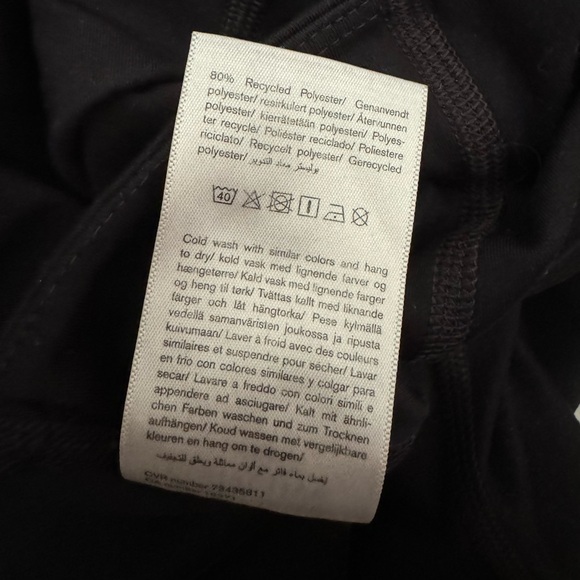 80% Recycled Polyester/ Genanvendt
polyester/ resirkulert polyester/ Återvunnen
polyester/ kierrätetään polyesteri/ Polyes-
ter recyclé/ Poliéster reciclado/ Poliestere
riciclato/ Recycelt polyester/ Gerecycled
polyester/ بوليستر معاد التدوير
40
Cold wash with similar colors and hang
to dry/ kold vask med lignende farver og
hængetørre/ Kald vask med lignende farger
og heng til tørk/ Tvättas kallt med liknande
färger och låt hängtorka/ Pese kylmällä
vedellä samanväristen joukossa ja ripusta
kuivumaan/ Laver à froid avec des couleurs
similaires et suspendre pour sécher/ Lavar
en frio con colores similares y colgar para
secar/ Lavare a freddo con colori simili e
appendere ad asciugare/ Kalt mit ähnli-
chen Farben waschen und zum Trocknen
aufhängen/ Koud wassen met vergelijkbare
kleuren en hang om te drogen/
يغسل بماء فاتر مع ألوان مماثلة ويعلق للتجفيف
CVR number 79435811